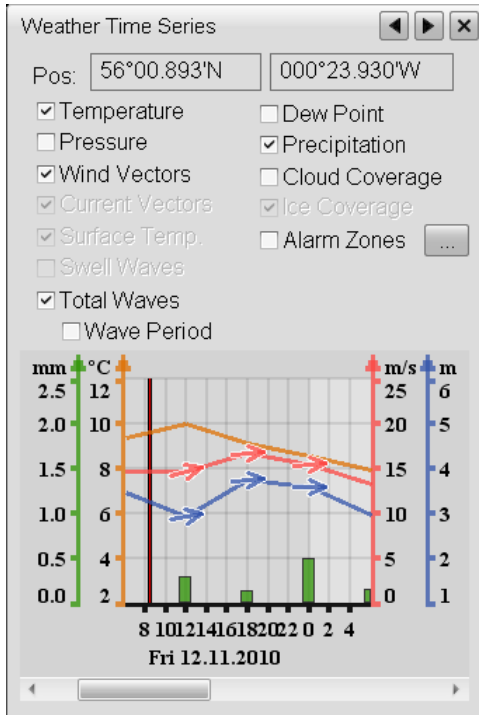 Weather Time Series
Pos: 56°00.893'N 000°23.930'W
Temperature Dew Point
Pressure Precipitation
Wind Vectors Cloud Coverage
Current Vectors Ice Coverage
Surface Temp. Alarm Zones ...
Swell Waves
Total Waves
Wave Period
mm °C m/s m
2.5 12 25 6
2.0 10 20 5
1.5 8 15 4
1.0 6 10 3
0.5 4 5 2
0.0 2 0 1
8 10 12 14 16 18 20 22 0 2 4
Fri 12.11.2010